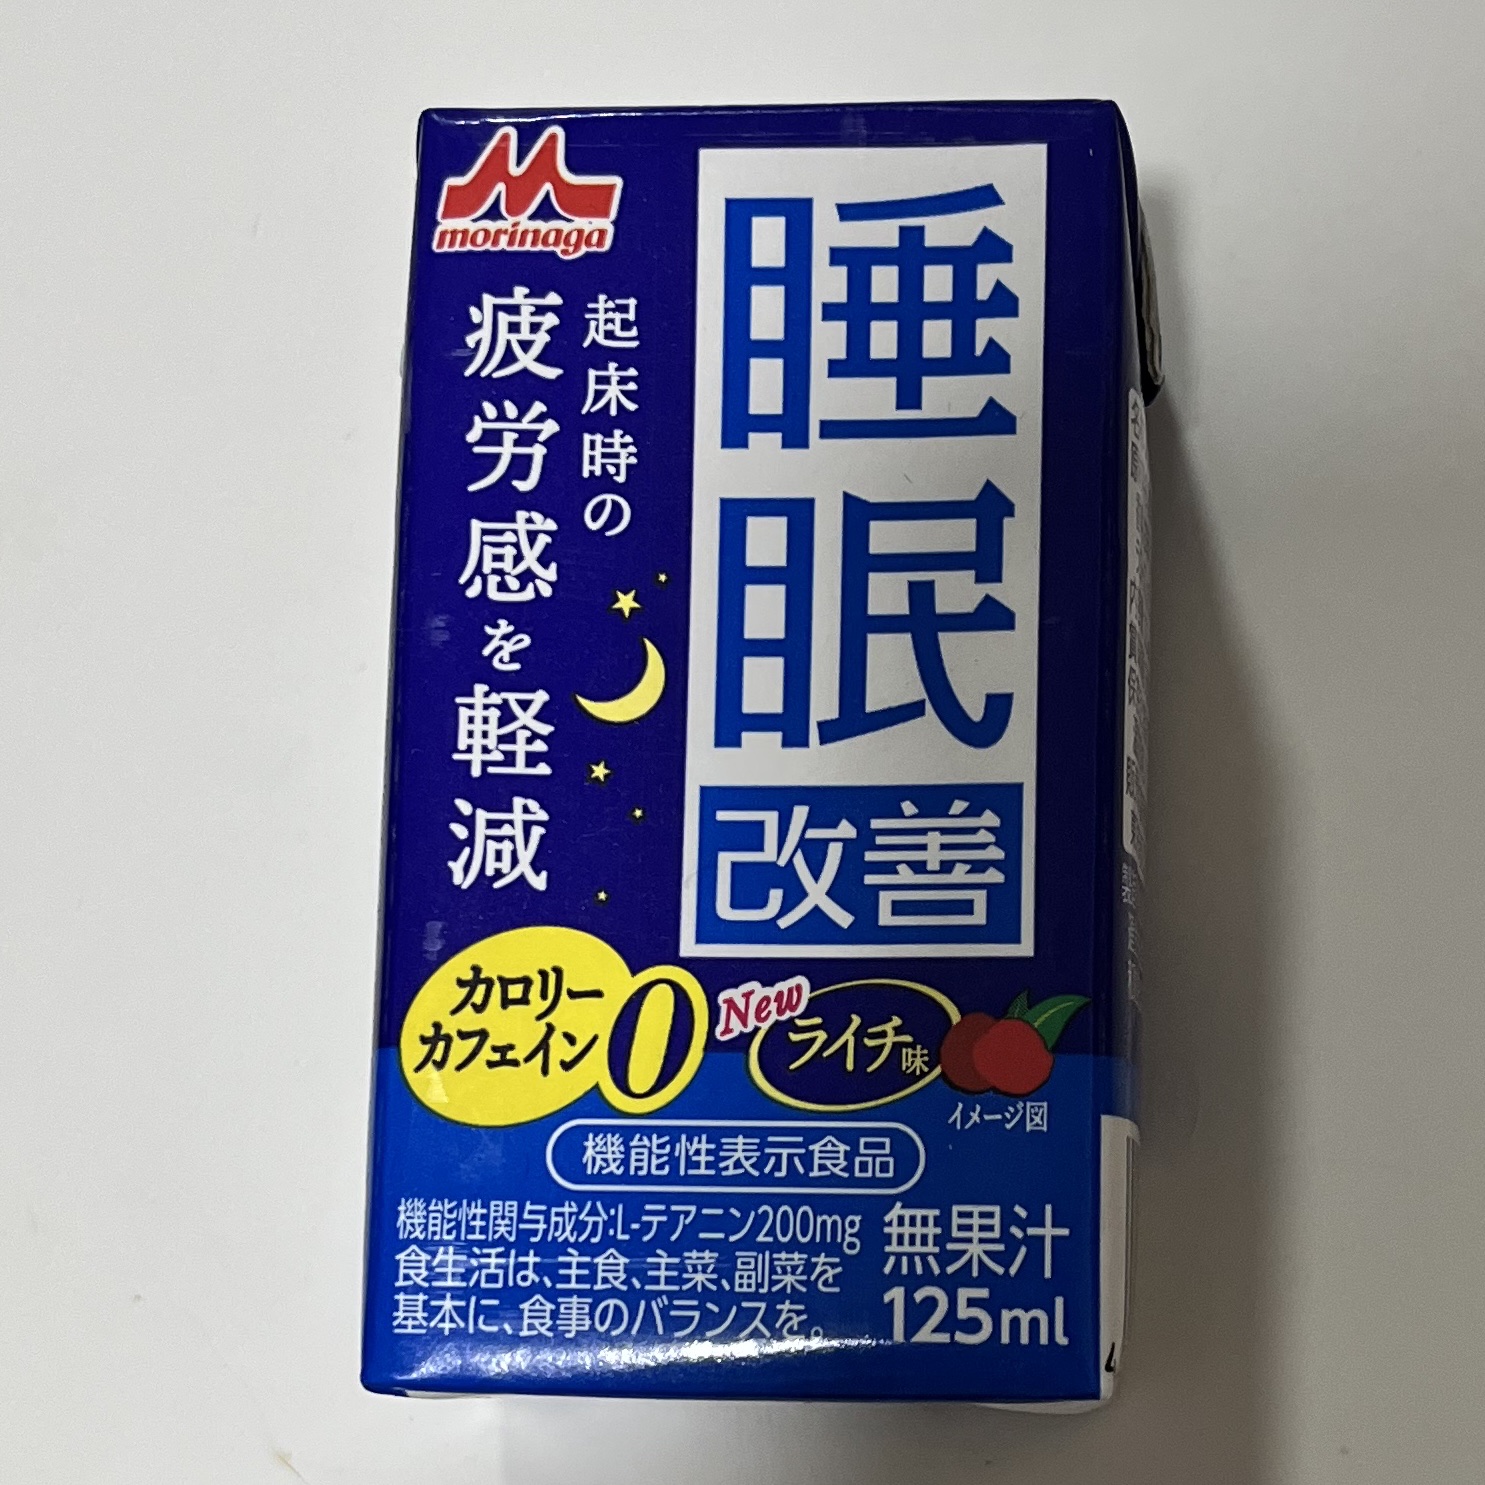 morinaga
睡眠
改善
起床時の
疲労感を軽減
カロリー
カフェイン
0
New
ライチ味
イメージ図
機能性表示食品
機能性関与成分:L-テアニン200mg
食生活は、主食、主菜、副菜を
基本に、食事のバランスを。
無果汁
125ml